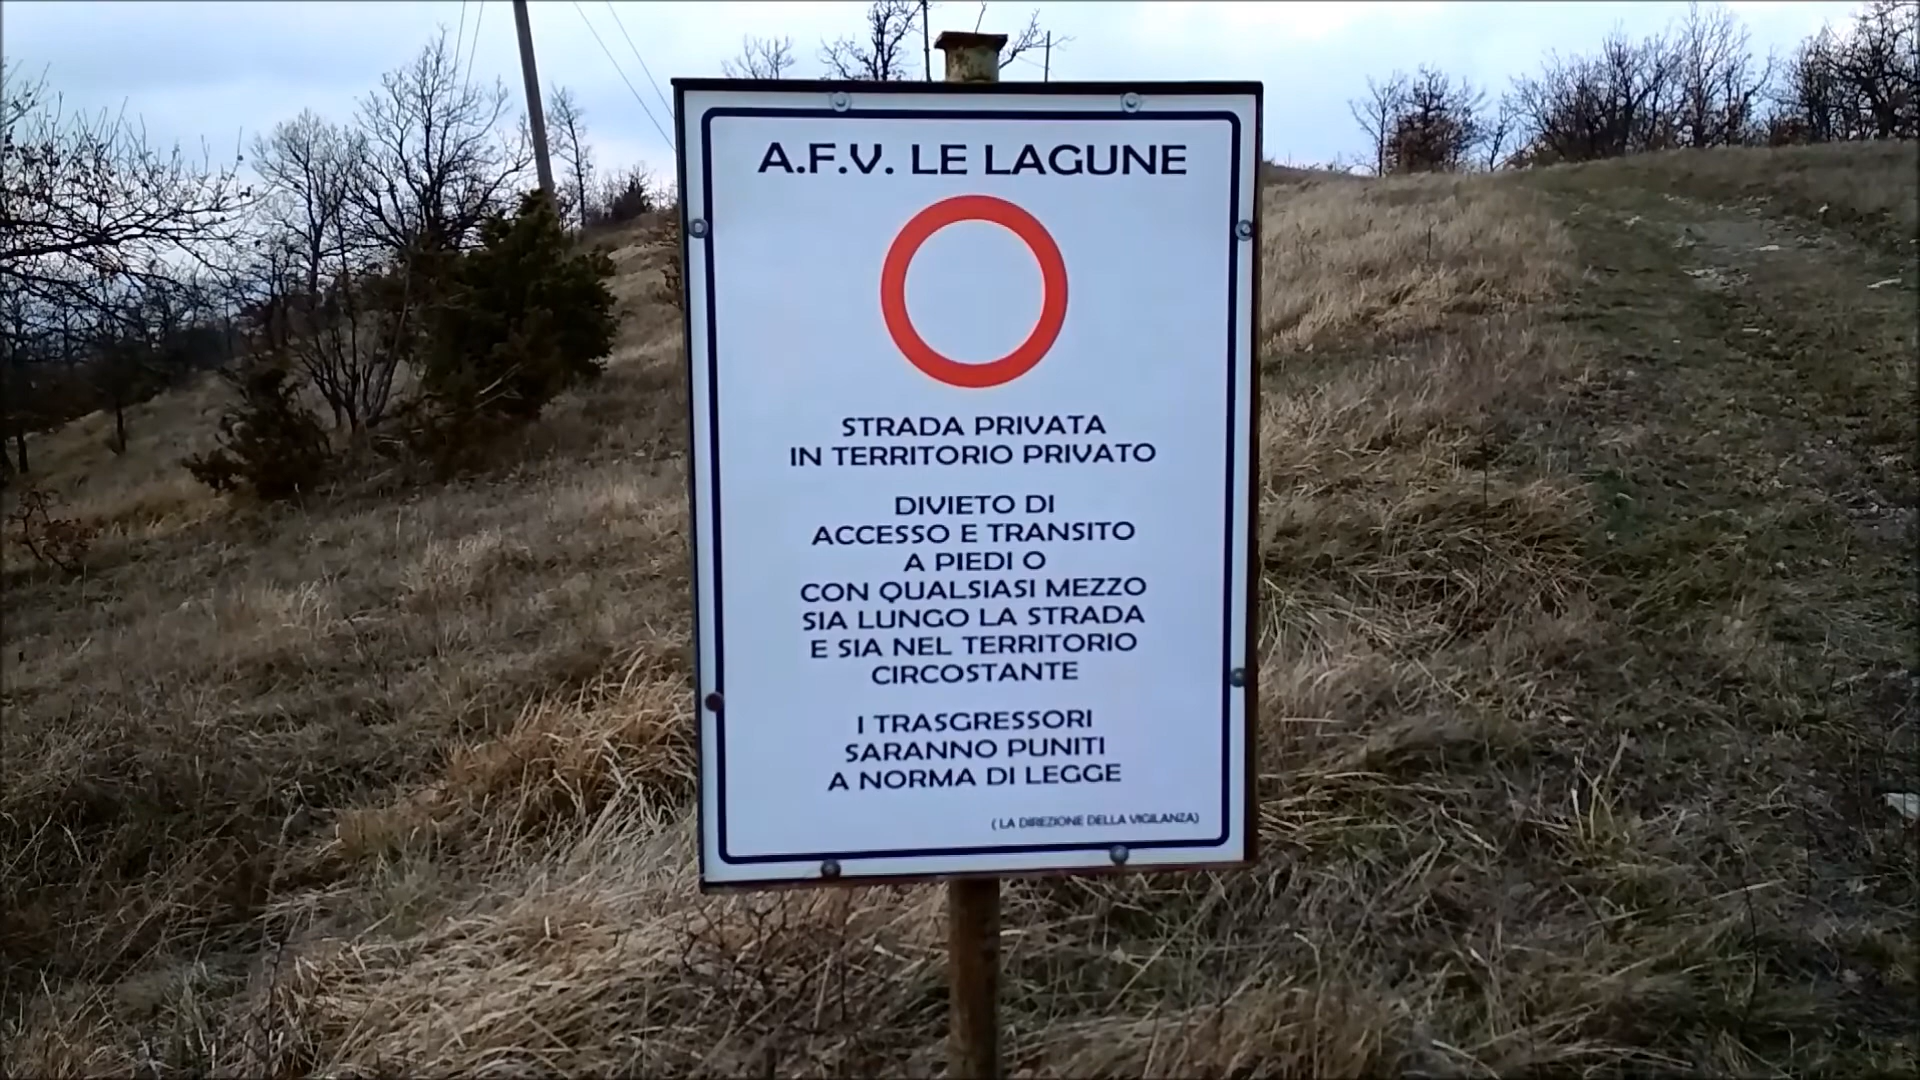 A.F.V. LE LAGUNE
STRADA PRIVATA
IN TERRITORIO PRIVATO
DIVIETO DI
ACCESSO E TRANSITO
A PIEDI O
CON QUALSIASI MEZZO
SIA LUNGO LA STRADA
E SIA NEL TERRITORIO
CIRCOSTANTE
I TRASGRESSORI
SARANNO PUNITI
A NORMA DI LEGGE
( LA DIREZIONE DELLA VIGILANZA)